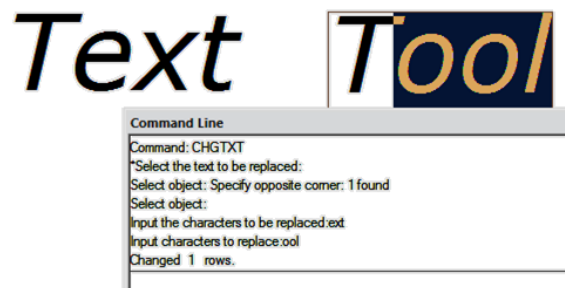 Text Tool
Command Line
Command: CHGTXT
*Select the text to be replaced:
Select object: Specify opposite corner: 1 found
Select object:
Input the characters to be replaced:ext
Input characters to replace:ool
Changed 1 rows.